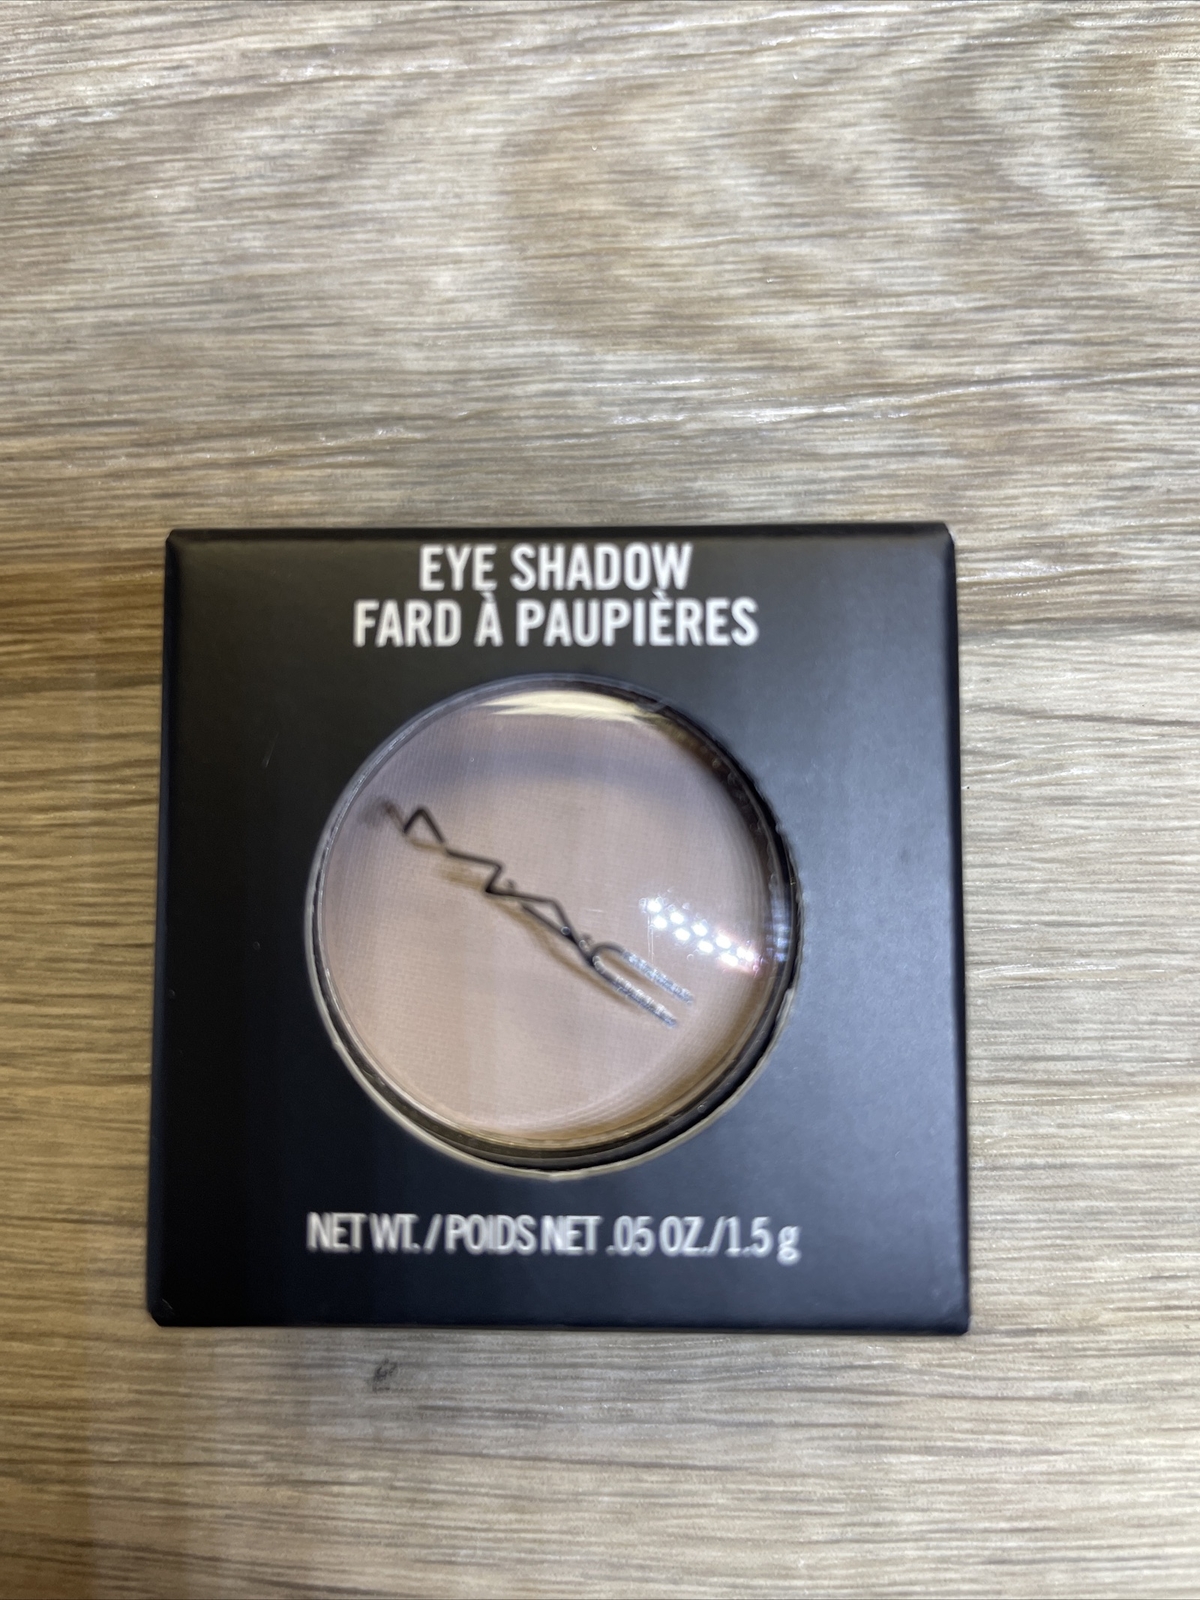 EYE SHADOW
FARD À PAUPIÈRES
MAC
NET WT. / POIDS NET .05 OZ./1.5 g